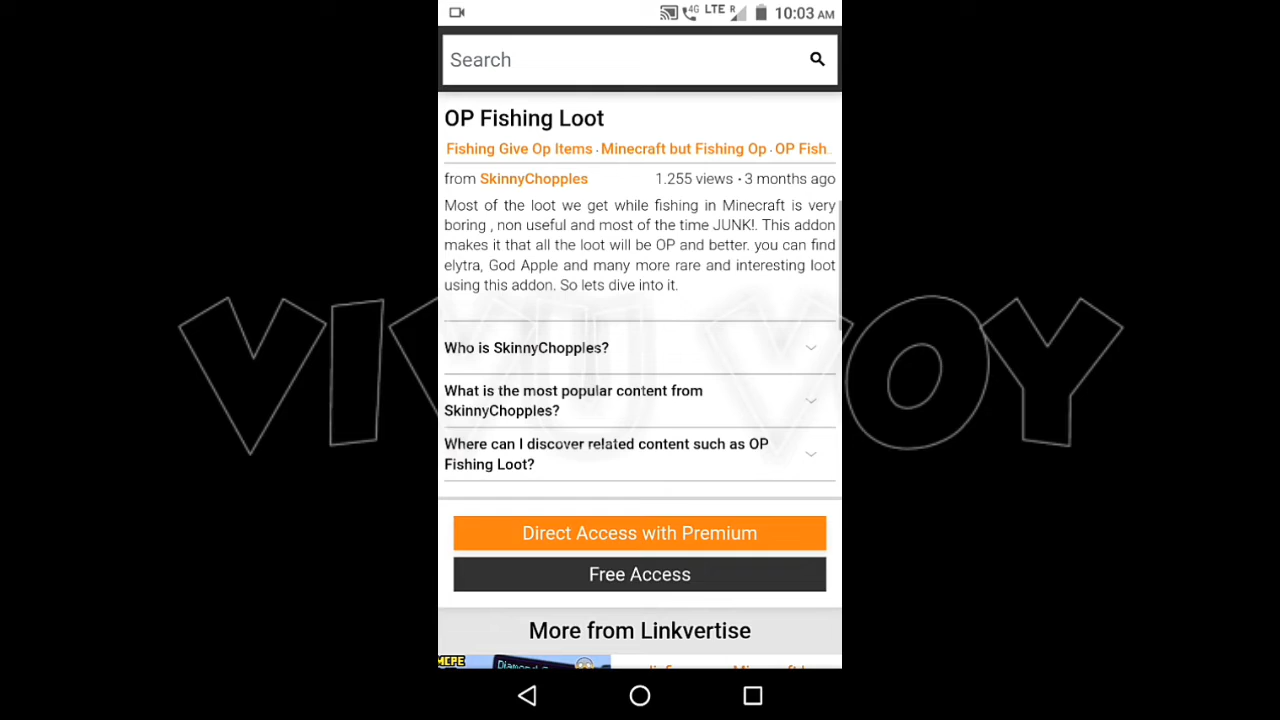 4G LTE R 10:03 AM
Search
OP Fishing Loot
Fishing Give Op Items · Minecraft but Fishing Op · OP Fish..
from SkinnyChopples 1.255 views • 3 months ago
Most of the loot we get while fishing in Minecraft is very
boring , non useful and most of the time JUNK!. This addon
makes it that all the loot will be OP and better. you can find
elytra, God Apple and many more rare and interesting loot
using this addon. So lets dive into it.
VIVU VOY
Who is SkinnyChopples?
What is the most popular content from
SkinnyChopples?
Where can I discover related content such as OP
Fishing Loot?
Direct Access with Premium
Free Access
More from Linkvertise
MCPE